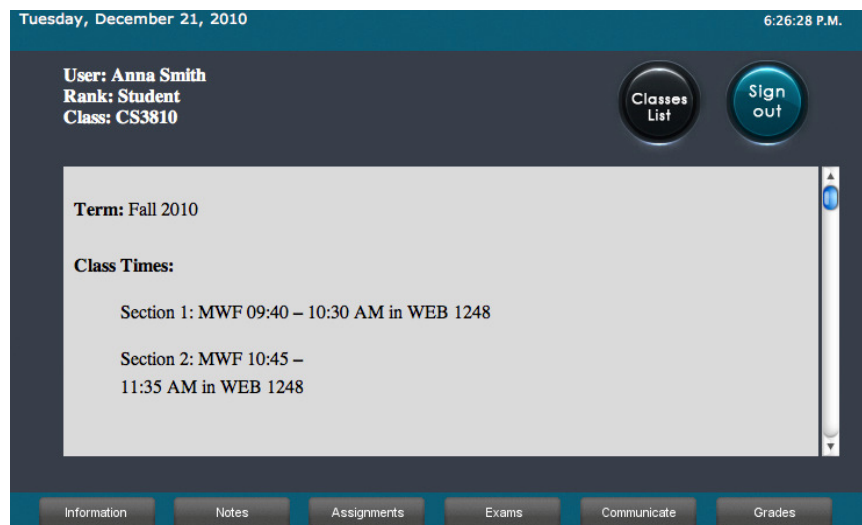 Tuesday, December 21, 2010
6:26:28 P.M.
User: Anna Smith
Rank: Student
Class: CS3810
Classes
List
Sign
out
Term: Fall 2010
Class Times:
Section 1: MWF 09:40 – 10:30 AM in WEB 1248
Section 2: MWF 10:45 –
11:35 AM in WEB 1248
Information
Notes
Assignments
Exams
Communicate
Grades